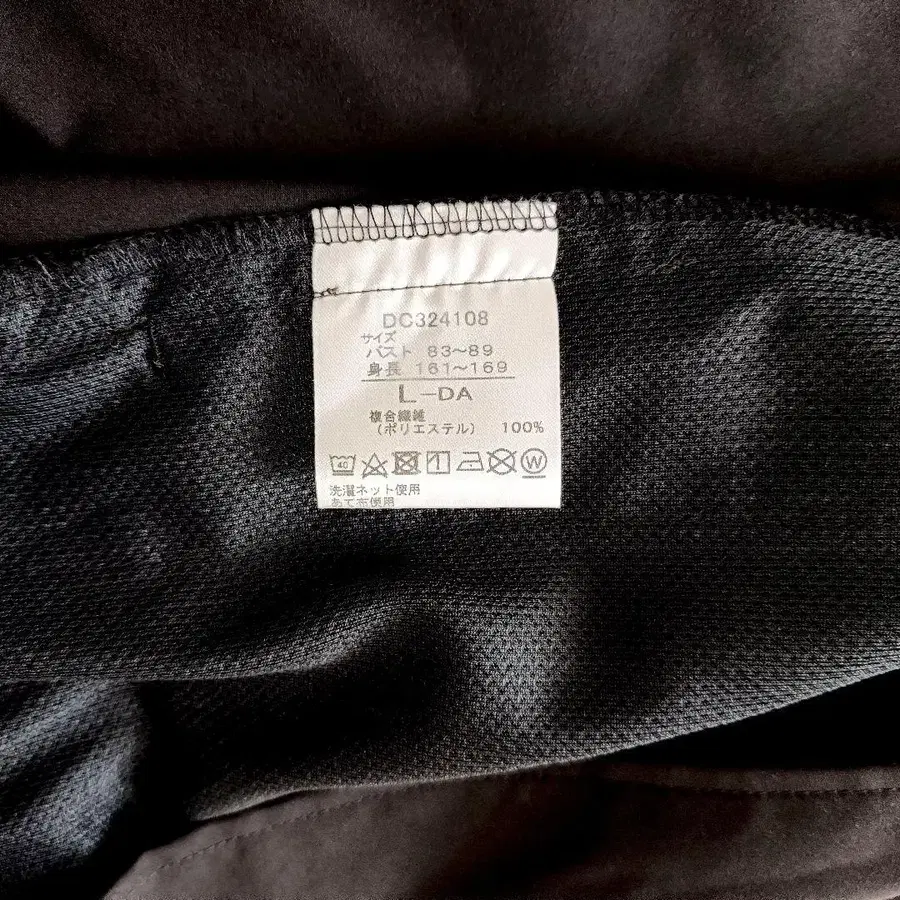 DC324108
サイズ
バスト 83～89
身長 161～169
L-DA
複合繊維
(ポリエステル) 100%
40
W
洗濯ネット使用
あて布使用